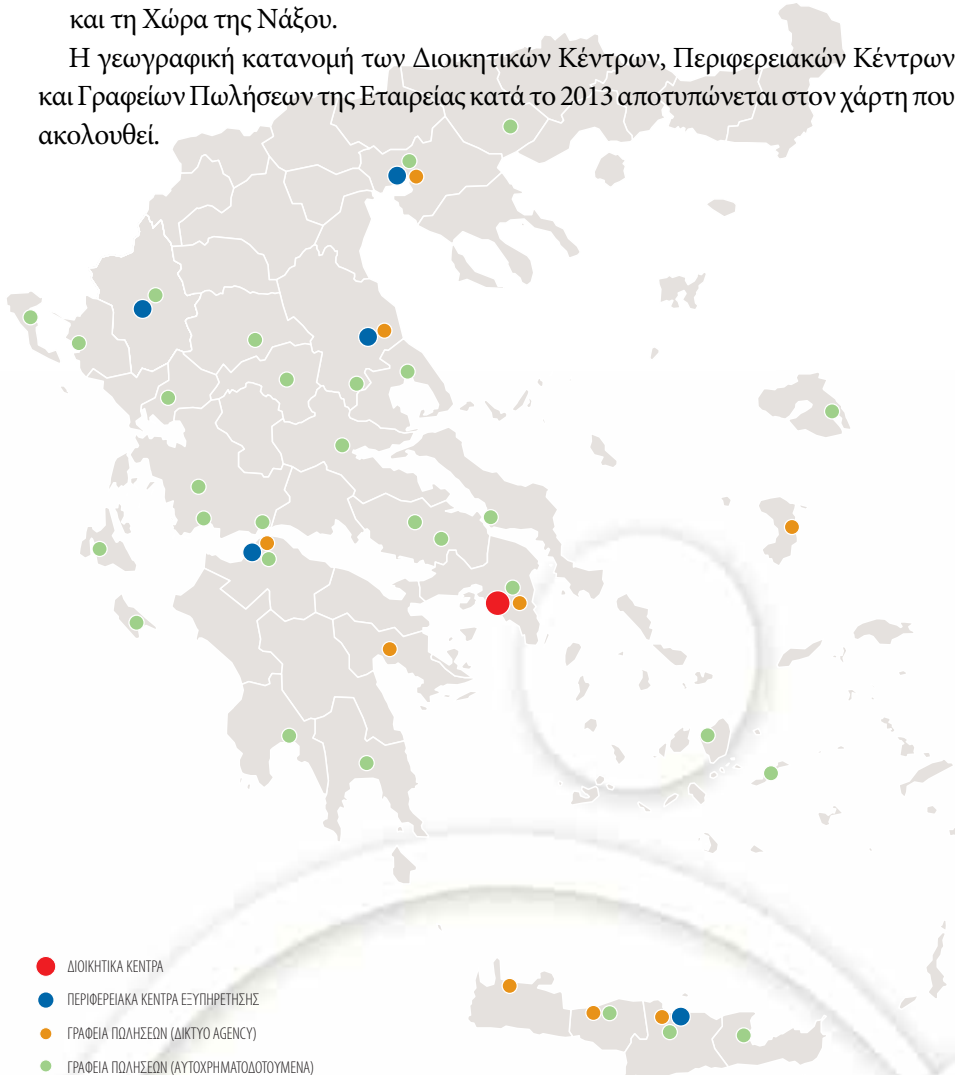 και τη Χώρα της Νάξου.
Η γεωγραφική κατανομή των Διοικητικών Κέντρων, Περιφερειακών Κέντρων
και Γραφείων Πωλήσεων της Εταιρείας κατά το 2013 αποτυπώνεται στον χάρτη που
ακολουθεί.
ΔΙΟΙΚΗΤΙΚΑ ΚΕΝΤΡΑ
ΠΕΡΙΦΕΡΕΙΑΚΑ ΚΕΝΤΡΑ ΕΞΥΠΗΡΕΤΗΣΗΣ
ΓΡΑΦΕΙΑ ΠΩΛΗΣΕΩΝ (ΔΙΚΤΥΟ AGENCY)
ΓΡΑΦΕΙΑ ΠΩΛΗΣΕΩΝ (ΑΥΤΟΧΡΗΜΑΤΟΔΟΤΟΥΜΕΝΑ)